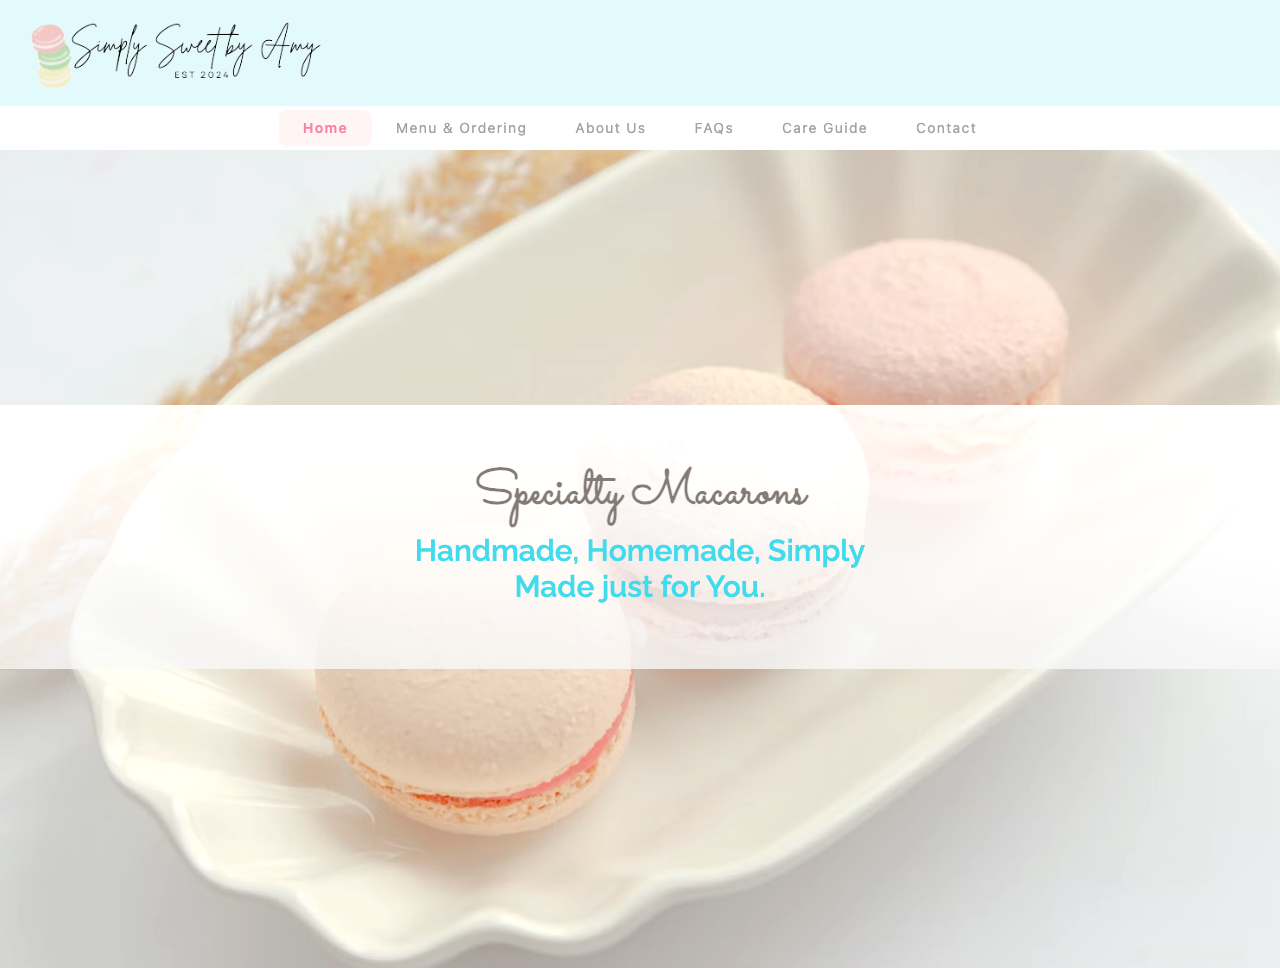 Simply Sweet by Amy
EST 2024
Home
Menu & Ordering
About Us
FAQs
Care Guide
Contact
Specialty Macarons
Handmade, Homemade, Simply
Made just for You.